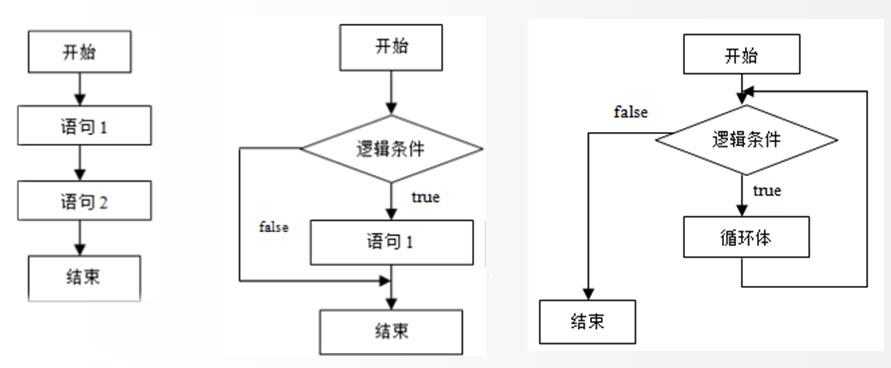 开始
语句 1
语句 2
结束
开始
逻辑条件
true
false
语句 1
结束
开始
false
逻辑条件
true
循环体
结束